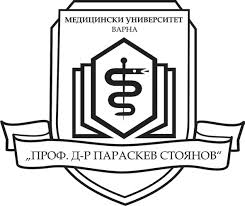 МЕДИЦИНСКИ УНИВЕРСИТЕТ
ВАРНА
„ПРОФ. Д-Р ПАРАСКЕВ СТОЯНОВ“